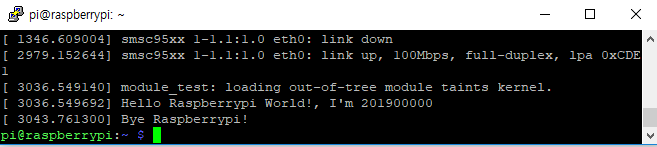 pi@raspberrypi: ~
[ 1346.609004] smsc95xx 1-1.1:1.0 eth0: link down
[ 2979.152644] smsc95xx 1-1.1:1.0 eth0: link up, 100Mbps, full-duplex, lpa 0xCDE
1
[ 3036.549140] module_test: loading out-of-tree module taints kernel.
[ 3036.549692] Hello Raspberrypi World!, I'm 201900000
[ 3043.761300] Bye Raspberrypi!
pi@raspberrypi:~ $